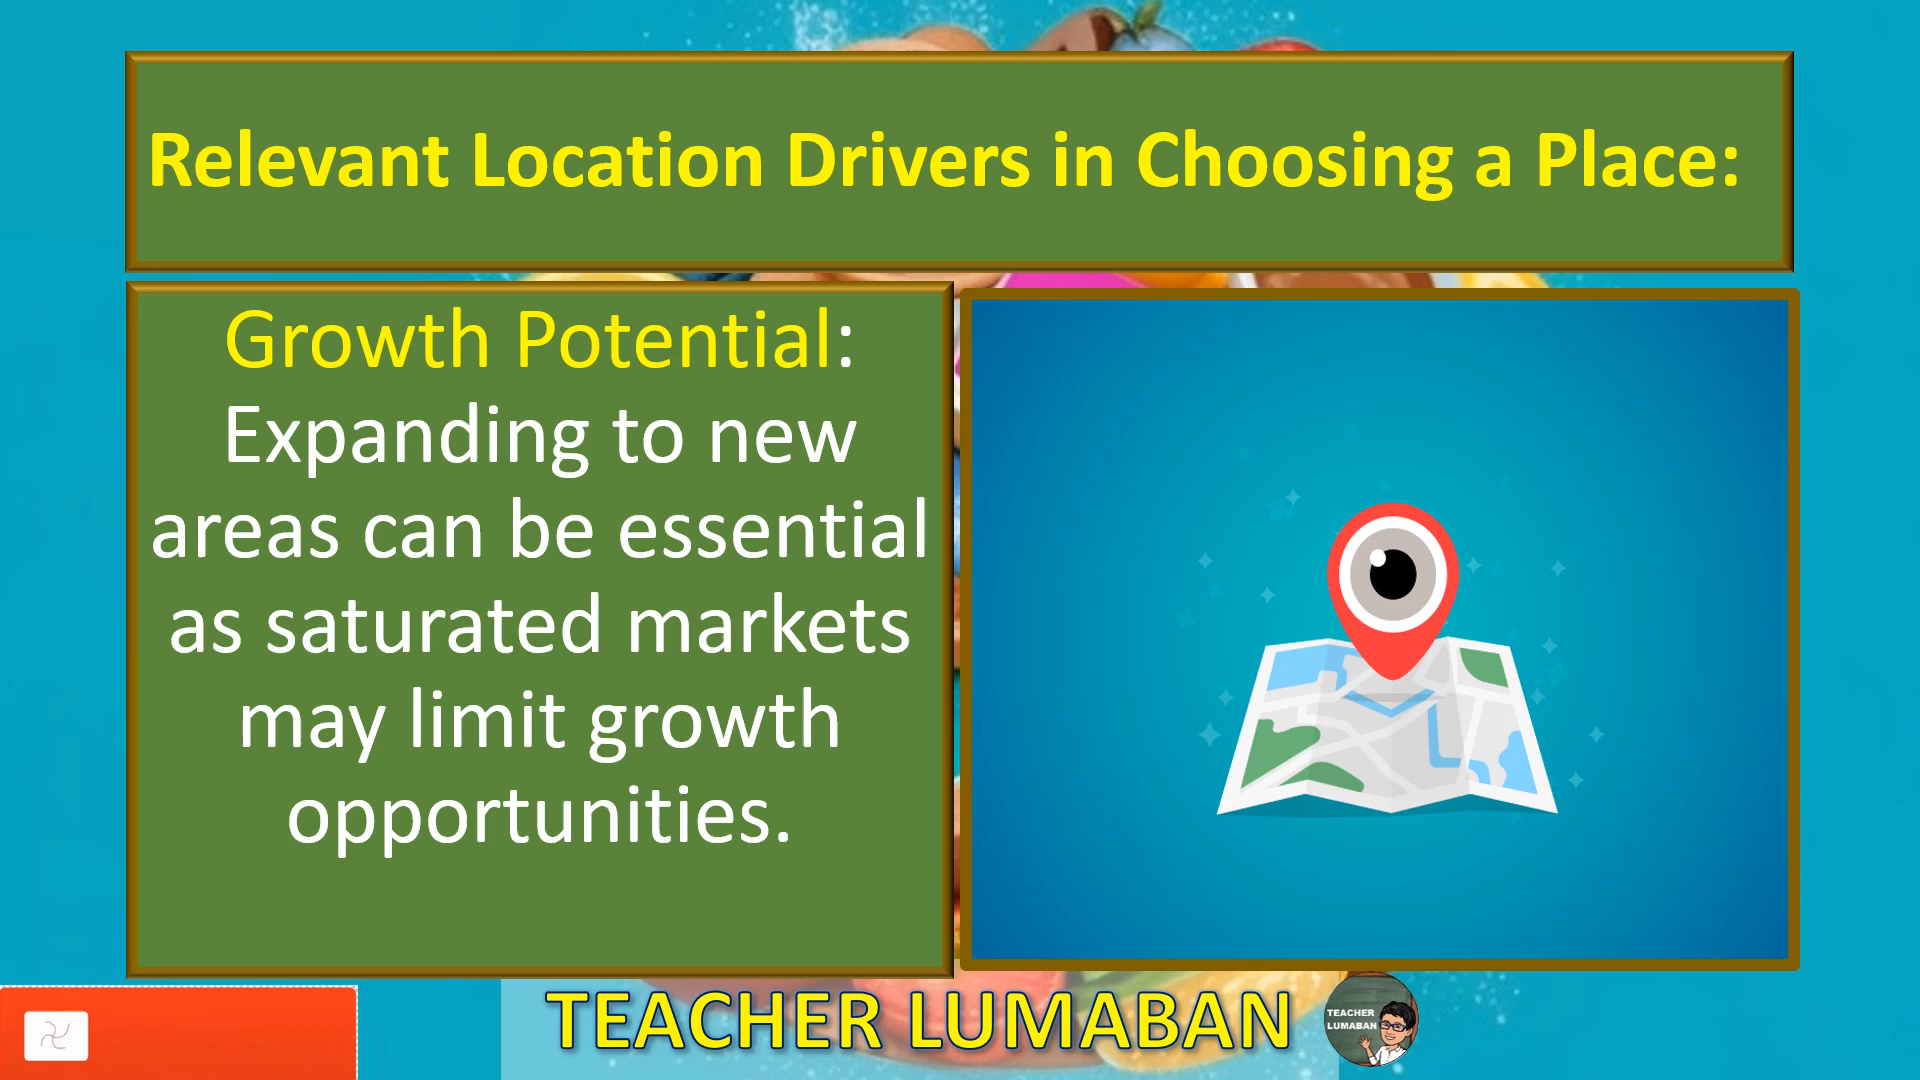 Relevant Location Drivers in Choosing a Place:
Growth Potential:
Expanding to new
areas can be essential
as saturated markets
may limit growth
opportunities.
TEACHER LUMABAN
TEACHER
LUMABAN